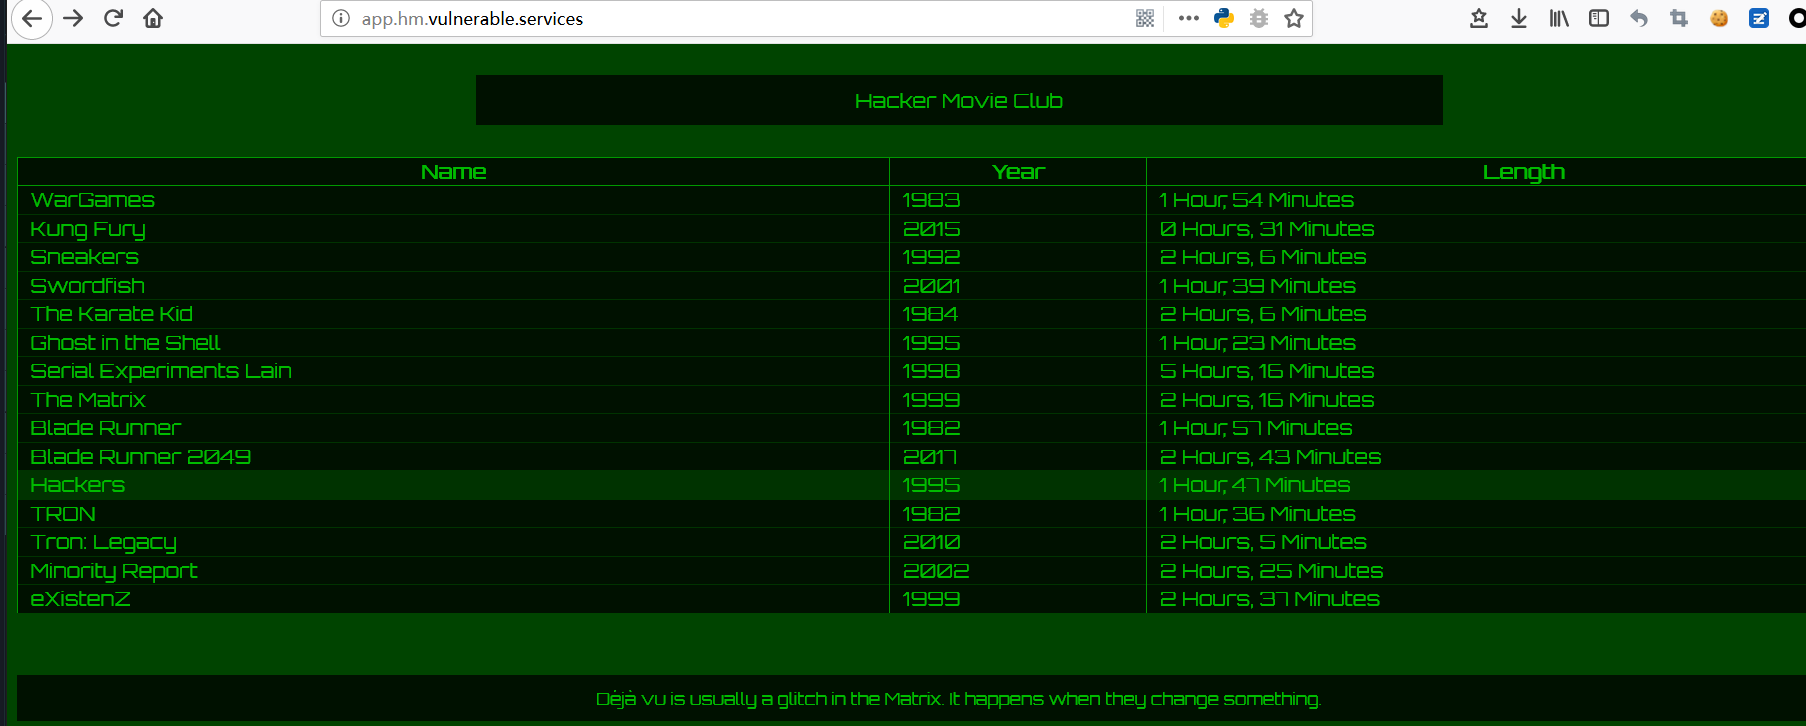 app.hm.vulnerable.services
Hacker Movie Club
Name Year Length
WarGames 1983 1 Hour, 54 Minutes
Kung Fury 2015 0 Hours, 31 Minutes
Sneakers 1992 2 Hours, 6 Minutes
Swordfish 2001 1 Hour, 39 Minutes
The Karate Kid 1984 2 Hours, 6 Minutes
Ghost in the Shell 1995 1 Hour, 23 Minutes
Serial Experiments Lain 1998 5 Hours, 16 Minutes
The Matrix 1999 2 Hours, 16 Minutes
Blade Runner 1982 1 Hour, 57 Minutes
Blade Runner 2049 2017 2 Hours, 43 Minutes
Hackers 1995 1 Hour, 47 Minutes
TRON 1982 1 Hour, 36 Minutes
Tron: Legacy 2010 2 Hours, 5 Minutes
Minority Report 2002 2 Hours, 25 Minutes
eXistenZ 1999 2 Hours, 37 Minutes
Déjà vu is usually a glitch in the Matrix. It happens when they change something.